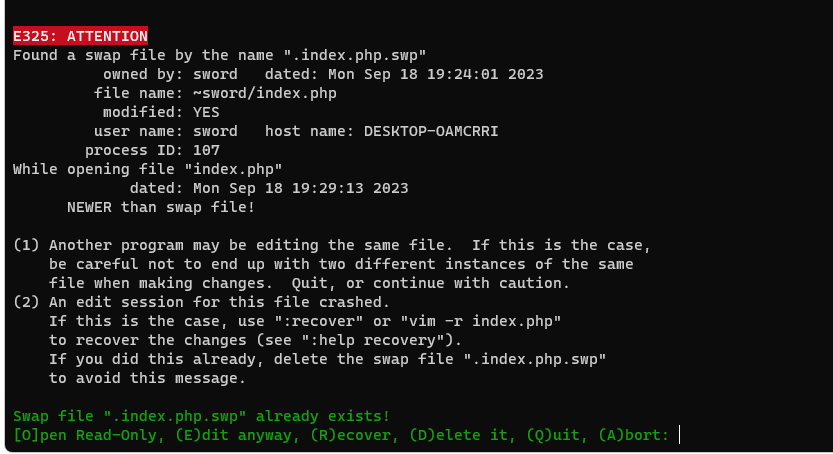 E325: ATTENTION
Found a swap file by the name ".index.php.swp"
          owned by: sword   dated: Mon Sep 18 19:24:01 2023
         file name: ~sword/index.php
          modified: YES
         user name: sword   host name: DESKTOP-OAMCRRI
        process ID: 107
While opening file "index.php"
             dated: Mon Sep 18 19:29:13 2023
      NEWER than swap file!

(1) Another program may be editing the same file.  If this is the case,
    be careful not to end up with two different instances of the same
    file when making changes.  Quit, or continue with caution.
(2) An edit session for this file crashed.
    If this is the case, use ":recover" or "vim -r index.php"
    to recover the changes (see ":help recovery").
    If you did this already, delete the swap file ".index.php.swp"
    to avoid this message.

Swap file ".index.php.swp" already exists!
[O]pen Read-Only, (E)dit anyway, (R)ecover, (D)elete it, (Q)uit, (A)bort: